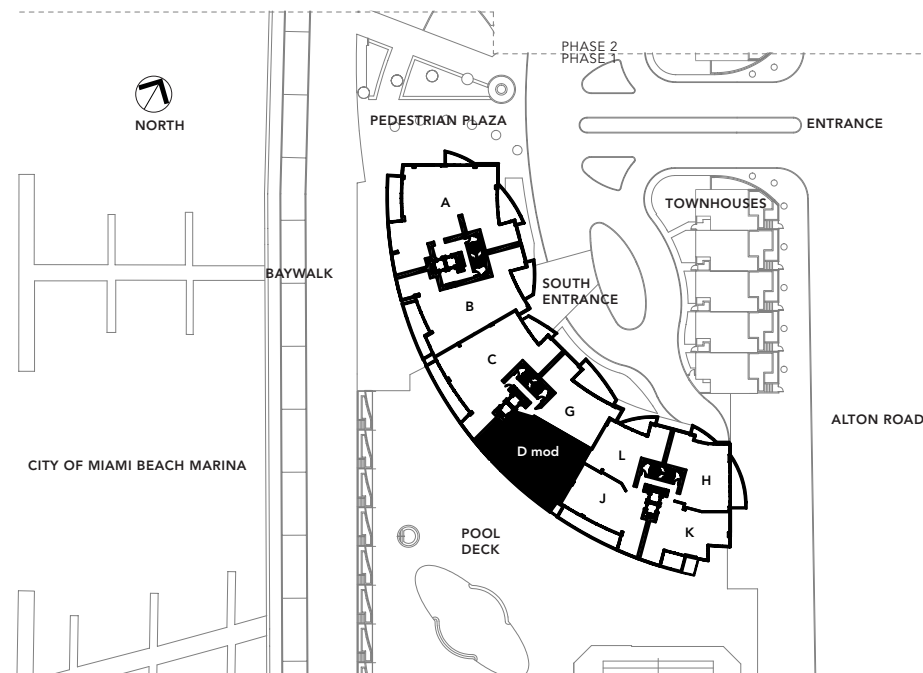 PHASE 2
PHASE 1
NORTH
PEDESTRIAN PLAZA
ENTRANCE
A
TOWNHOUSES
BAYWALK
SOUTH
ENTRANCE
B
C
G
ALTON ROAD
D mod
L
H
CITY OF MIAMI BEACH MARINA
J
K
POOL
DECK